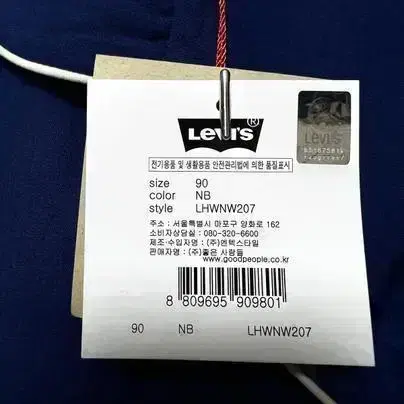 Levi's®
Levi's
전기용품 및 생활용품 안전관리법에 의한 품질표시
size 90
color NB
style LHWNW207
주소 : 서울특별시 마포구 양화로 162
소비자상담실 : 080-320-6600
제조·수입자명 : (주)엔텍스타일
판매자명 : (주)좋은 사람들
www.goodpeople.co.kr
8 809695 909801
90 NB LHWNW207